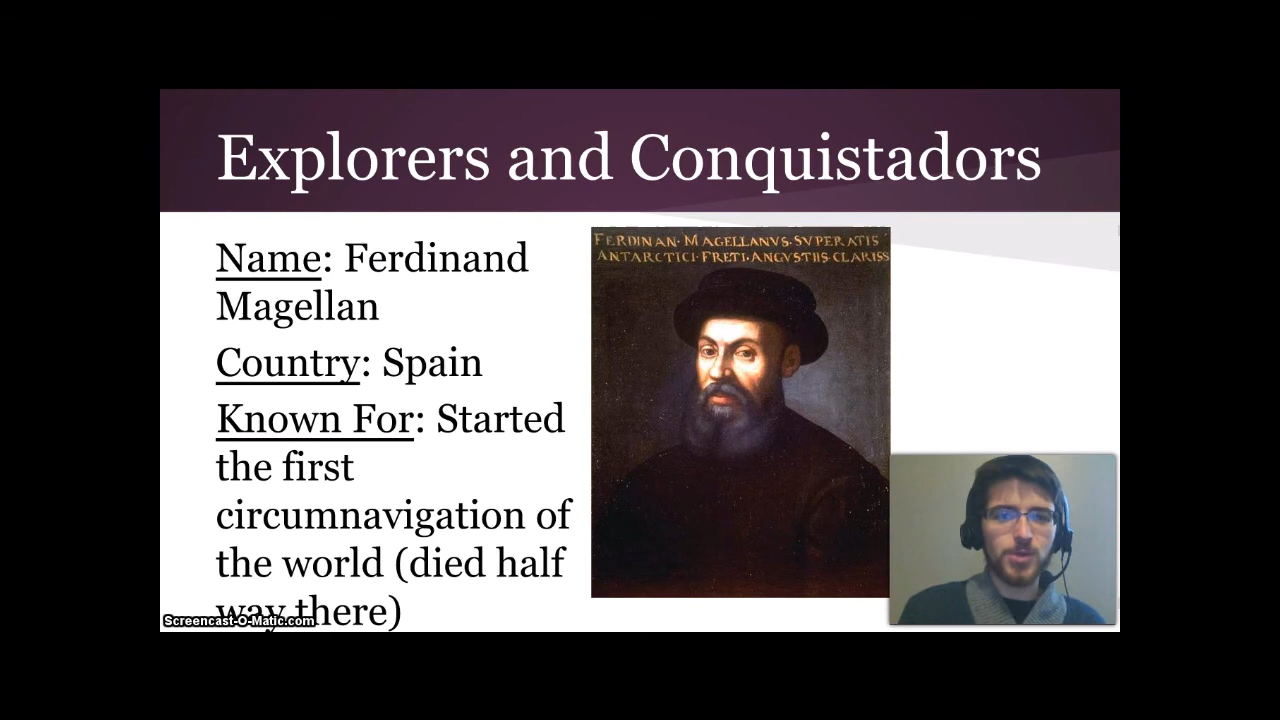 Explorers and Conquistadors
Name: Ferdinand
Magellan
Country: Spain
Known For: Started
the first
circumnavigation of
the world (died half
way there)
FERDINAN· MAGELLANVS·SVPERATIS
ANTARCTICI·FRETI·ANGVSTIIS·CLARISS
Screencast-O-Matic.com